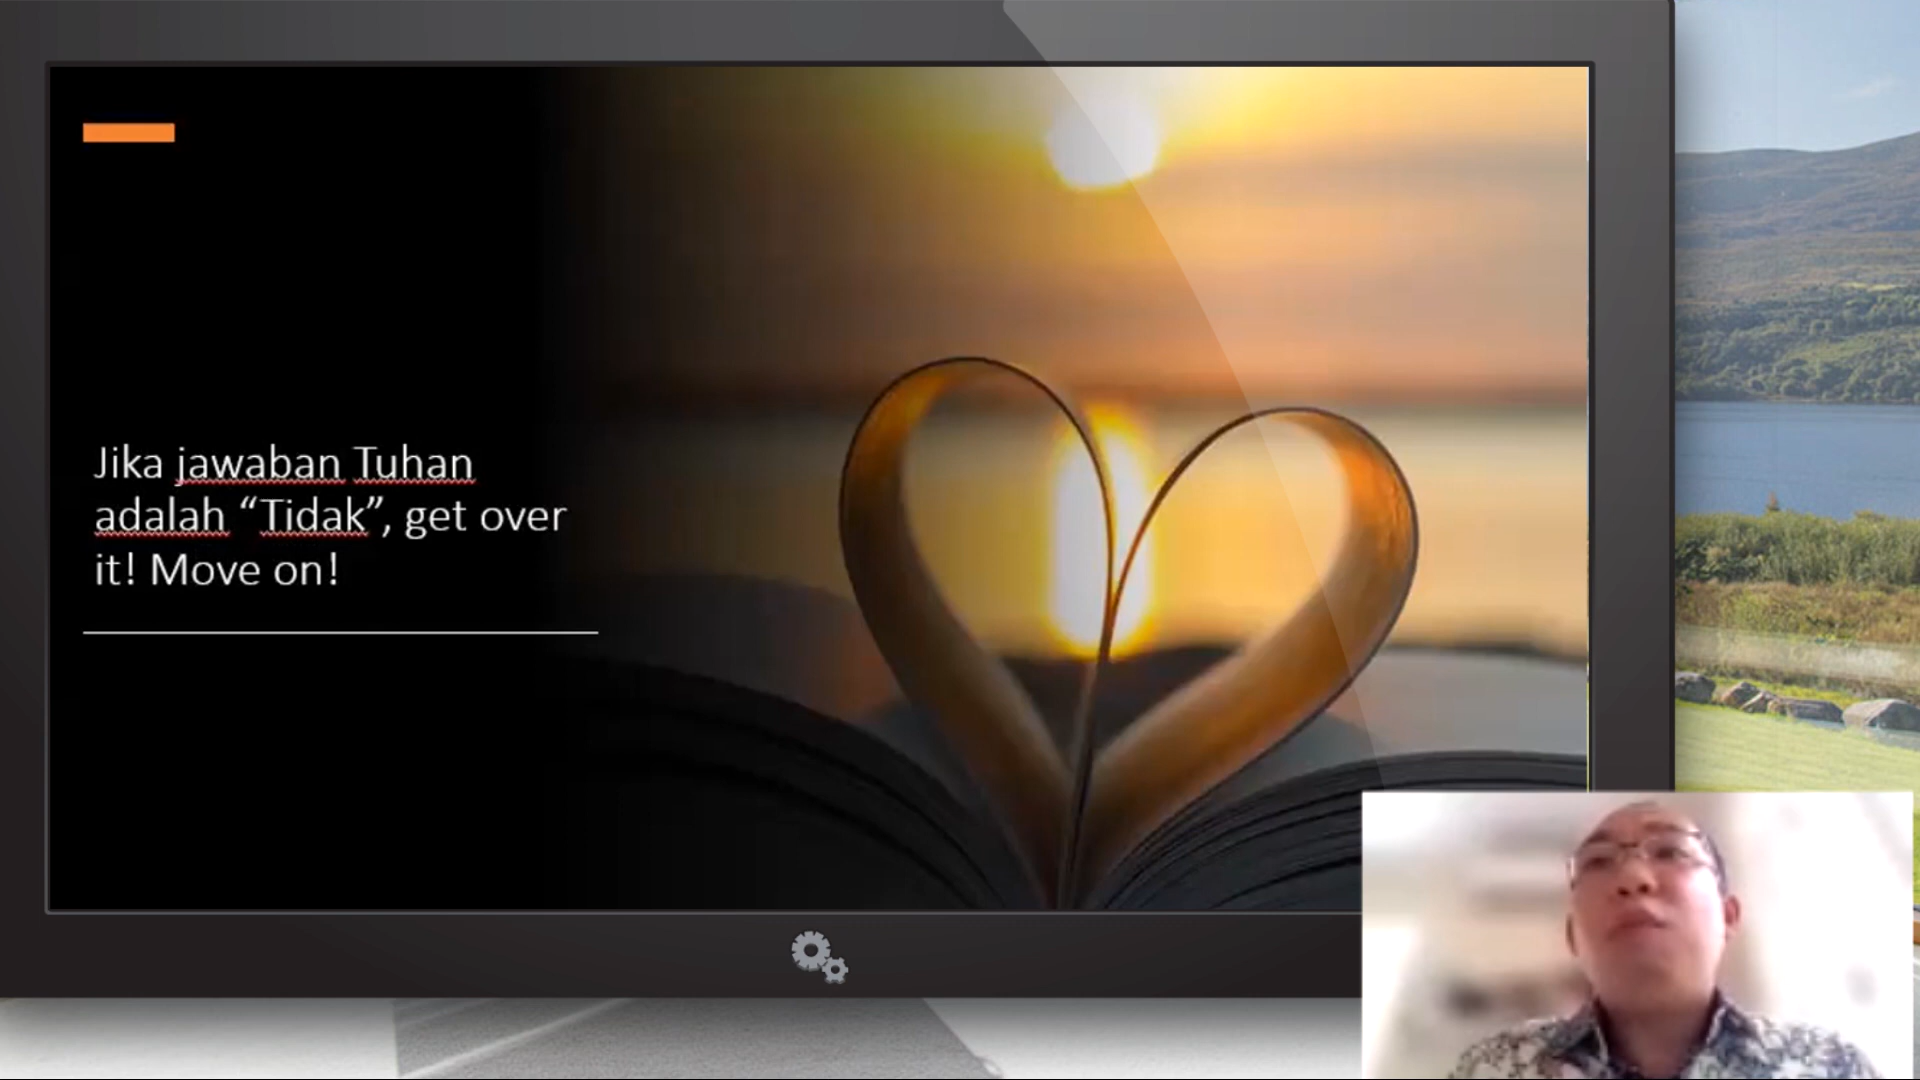 Jika jawaban Tuhan
adalah “Tidak”, get over
it! Move on!